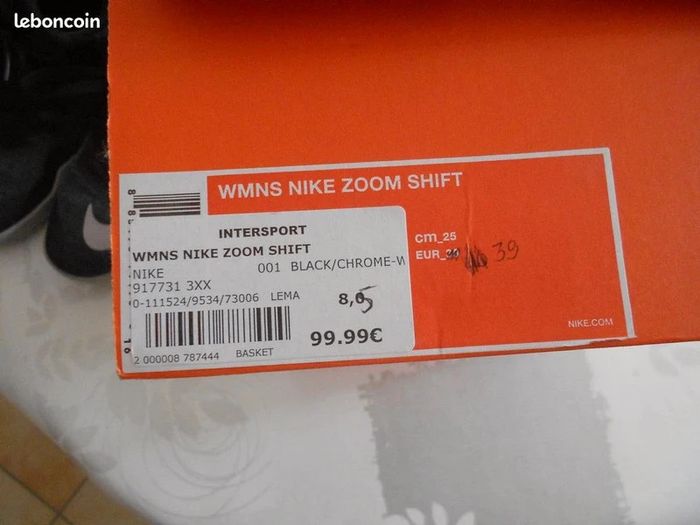 leboncoin
WMNS NIKE ZOOM SHIFT
INTERSPORT
WMNS NIKE ZOOM SHIFT
NIKE 001 BLACK/CHROME-W
917731 3XX
0-111524/9534/73006 LEMA 8,5
99.99€
2 000008 787444 BASKET
cm_25
EUR_ 39
NIKE.COM